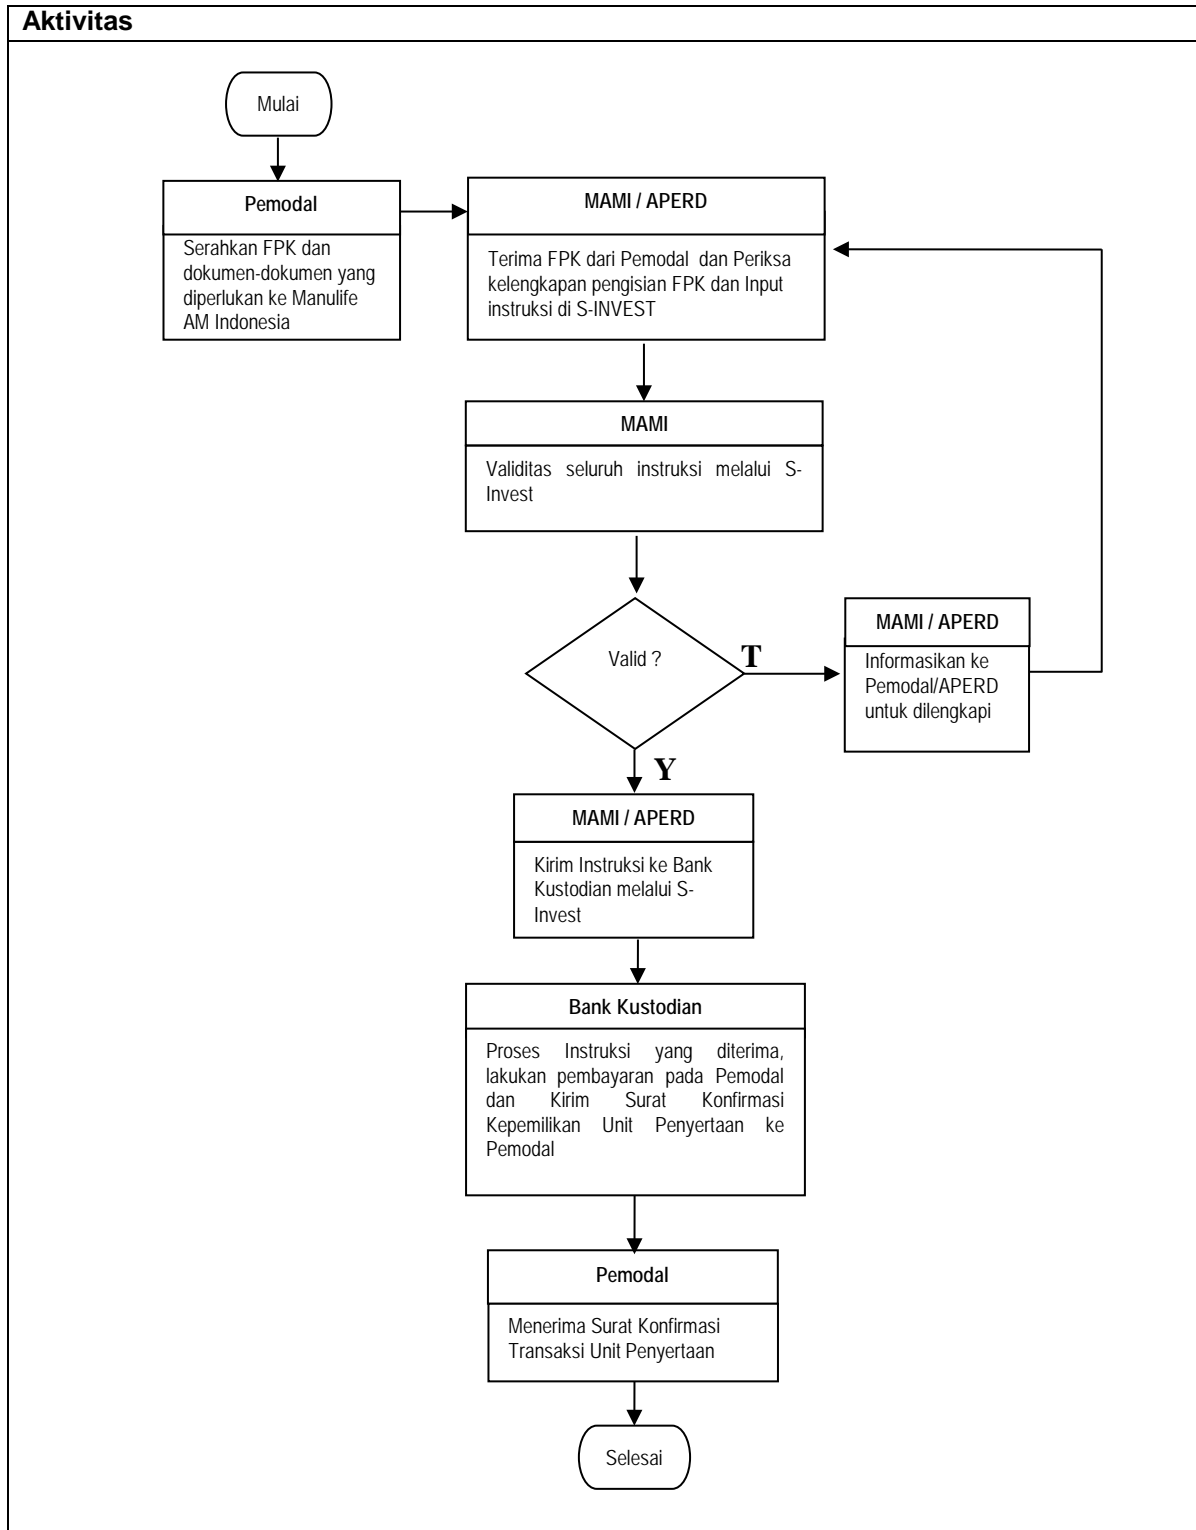 Aktivitas
Mulai
Pemodal
Serahkan FPK dan
dokumen-dokumen yang
diperlukan ke Manulife
AM Indonesia
MAMI / APERD
Terima FPK dari Pemodal dan Periksa
kelengkapan pengisian FPK dan Input
instruksi di S-INVEST
MAMI
Validitas seluruh instruksi melalui S-
Invest
Valid ?
T
MAMI / APERD
Informasikan ke
Pemodal/APERD
untuk dilengkapi
Y
MAMI / APERD
Kirim Instruksi ke Bank
Kustodian melalui S-
Invest
Bank Kustodian
Proses Instruksi yang diterima,
lakukan pembayaran pada Pemodal
dan Kirim Surat Konfirmasi
Kepemilikan Unit Penyertaan ke
Pemodal
Pemodal
Menerima Surat Konfirmasi
Transaksi Unit Penyertaan
Selesai